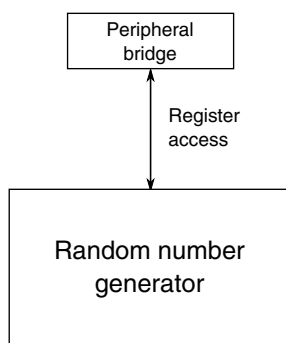 Peripheral
bridge
Register
access
Random number
generator